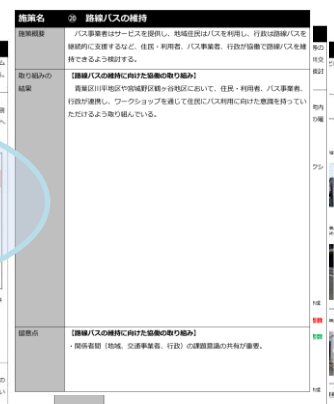 施策名 ⑳ 路線バスの維持
施策概要
バス事業者はサービスを提供し、地域住民はバスを利用し、行政は路線バスを
継続的に支援するなど、住民・利用者、バス事業者、行政が協働で路線バスを維
持できるよう検討する。
取り組みの
結果
【路線バスの維持に向けた協働の取り組み】
青葉区川平地区や宮城野区鶴ヶ谷地区において、住民・利用者、バス事業者、
行政が連携し、ワークショップを通じて住民にバス利用に向けた意識を持ってい
ただけるよう取り組んでいる。
留意点
【路線バスの維持に向けた協働の取り組み】
・関係者間（地域、交通事業者、行政）の課題意識の共有が重要。